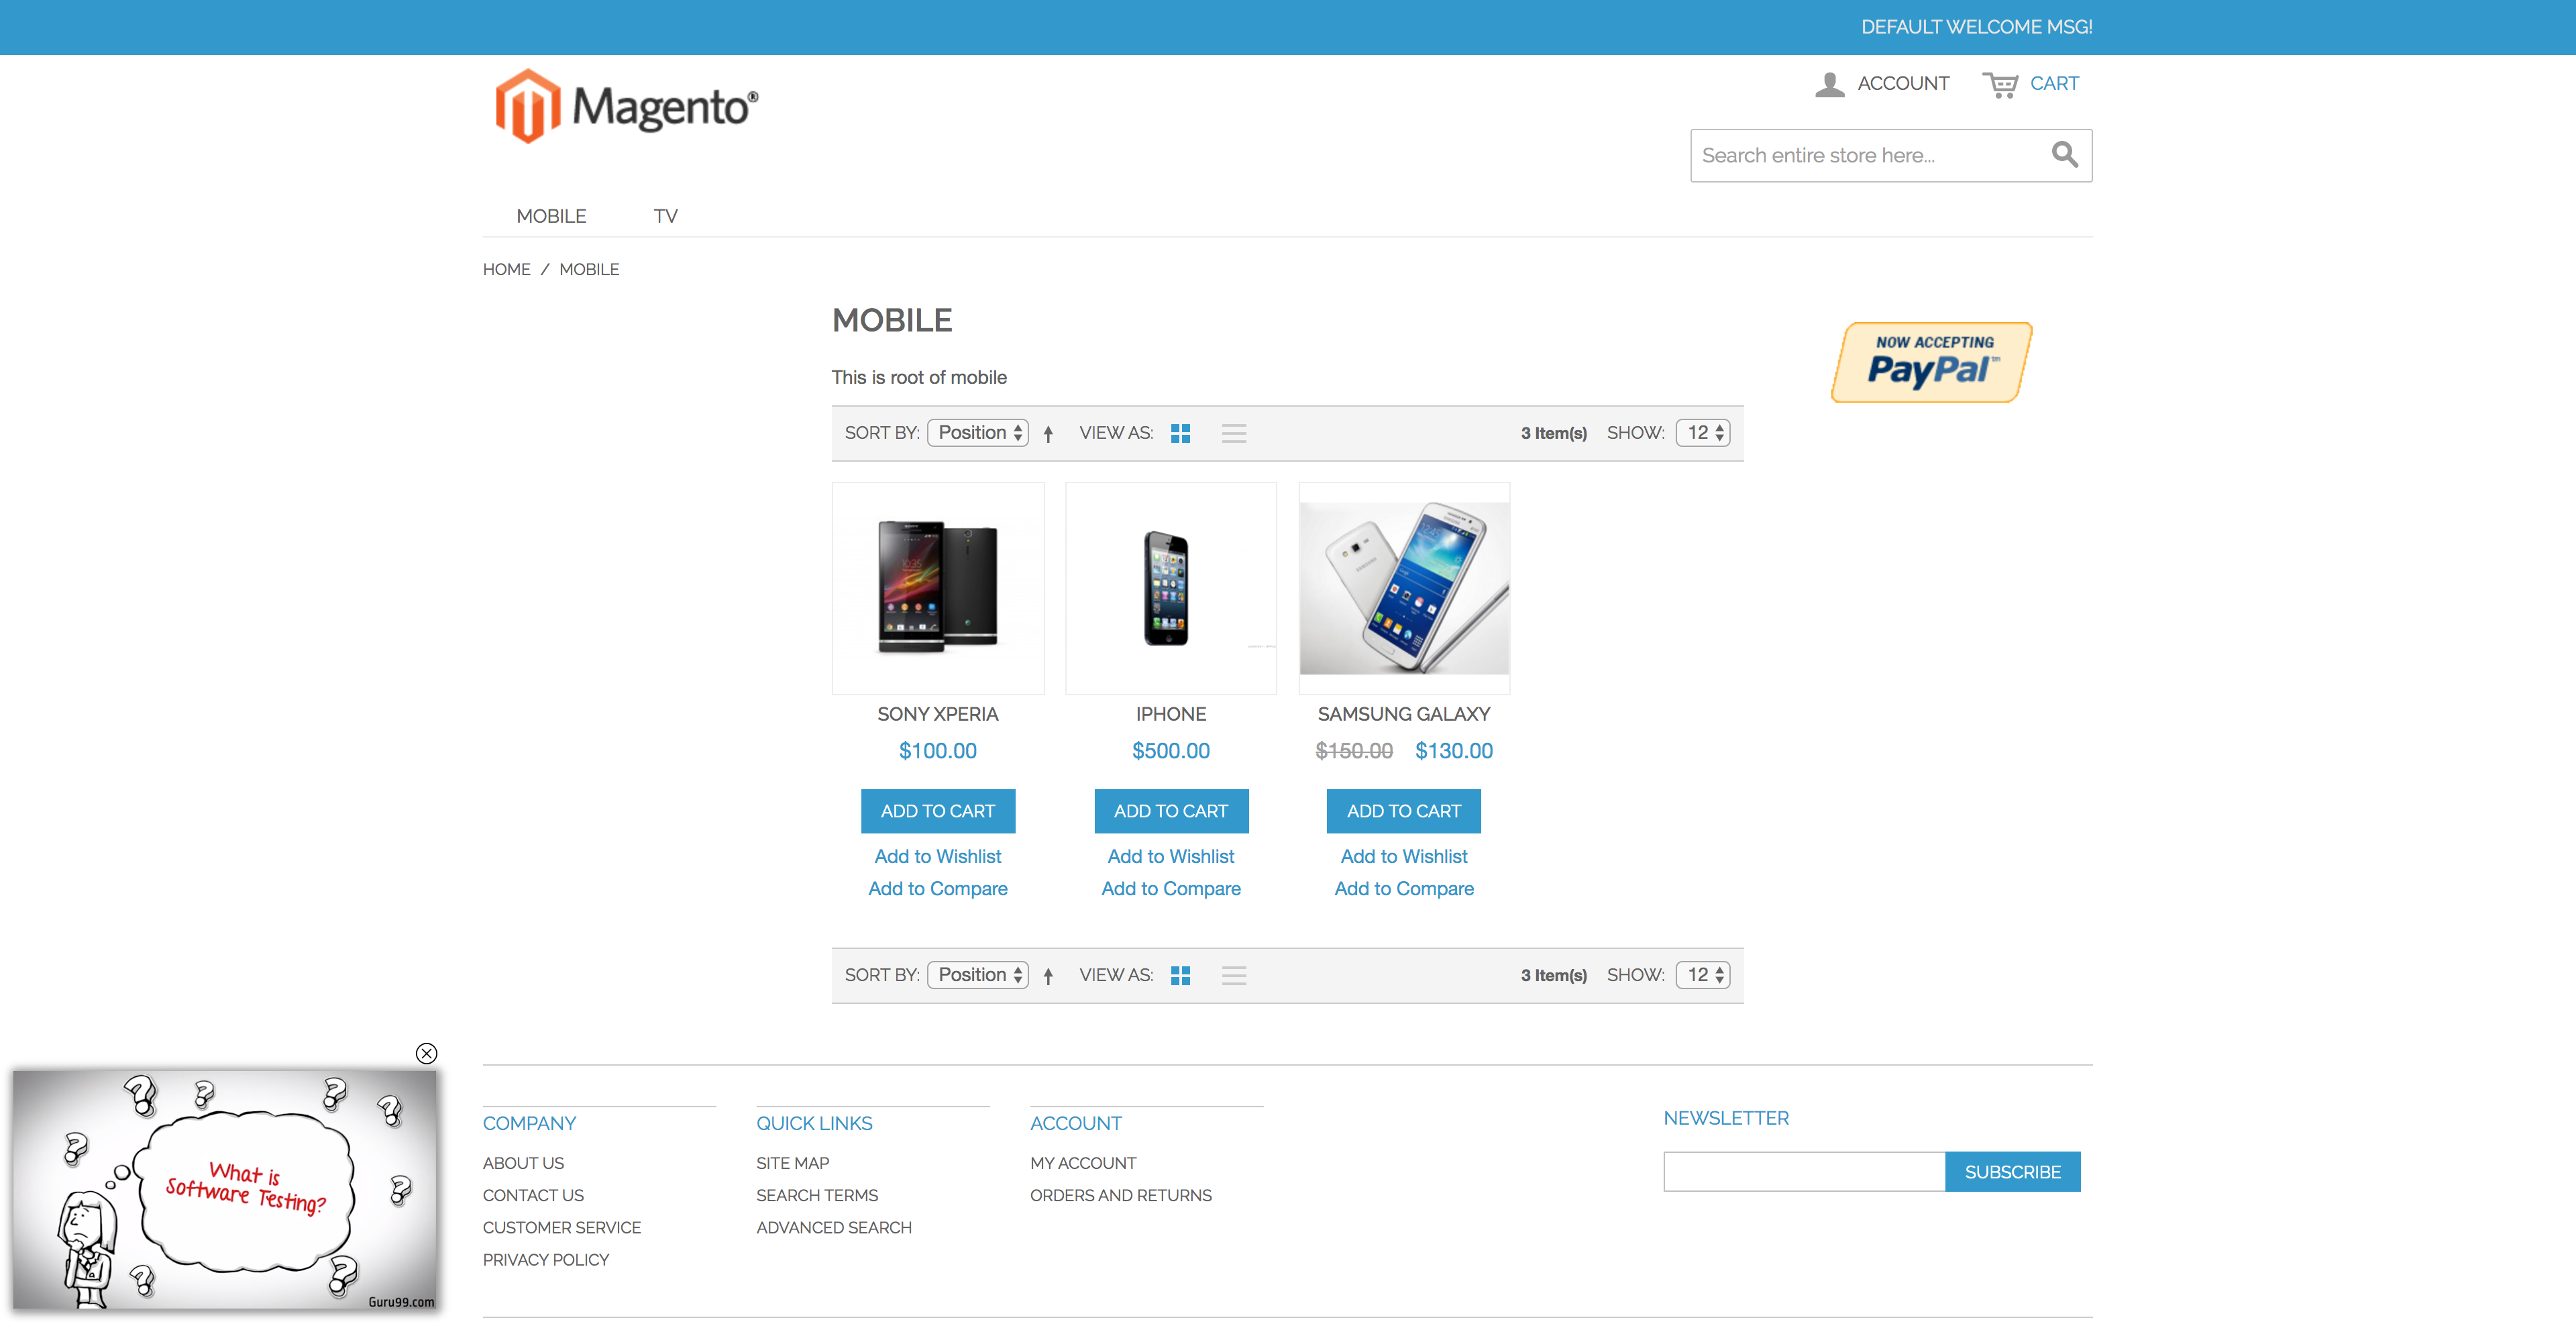 DEFAULT WELCOME MSG!
Magento®
ACCOUNT CART
Search entire store here...
MOBILE TV
HOME / MOBILE
MOBILE
NOW ACCEPTING
PayPal™
This is root of mobile
SORT BY: Position VIEW AS: 3 Item(s) SHOW: 12
SONY XPERIA IPHONE SAMSUNG GALAXY
$100.00 $500.00 $150.00 $130.00
ADD TO CART ADD TO CART ADD TO CART
Add to Wishlist Add to Wishlist Add to Wishlist
Add to Compare Add to Compare Add to Compare
SORT BY: Position VIEW AS: 3 Item(s) SHOW: 12
What is
Software Testing?
Guru99.com
COMPANY
ABOUT US
CONTACT US
CUSTOMER SERVICE
PRIVACY POLICY
QUICK LINKS
SITE MAP
SEARCH TERMS
ADVANCED SEARCH
ACCOUNT
MY ACCOUNT
ORDERS AND RETURNS
NEWSLETTER
SUBSCRIBE